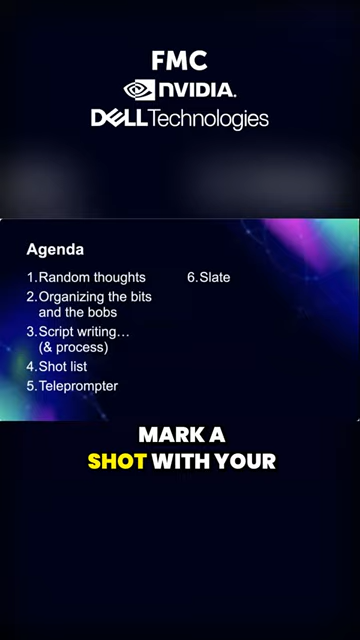 FMC
NVIDIA.
DELLTechnologies
Agenda
1. Random thoughts
2. Organizing the bits
and the bobs
3. Script writing...
(& process)
4. Shot list
5. Teleprompter
6. Slate
MARK A
SHOT WITH YOUR